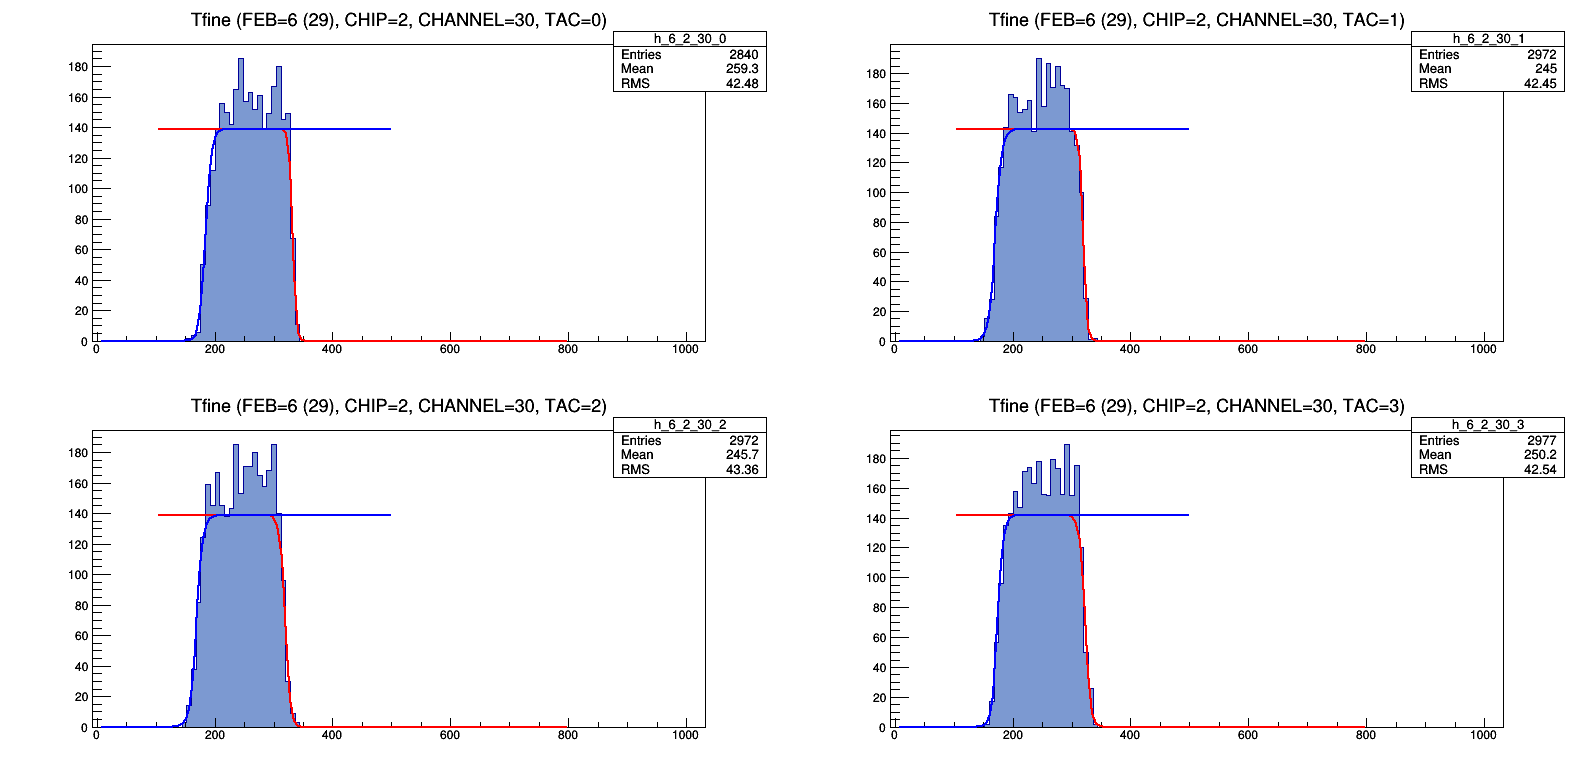 Tfine (FEB=6 (29), CHIP=2, CHANNEL=30, TAC=0)
h_6_2_30_0
Entries 2840
Mean 259.3
RMS 42.48
180
160
140
120
100
80
60
40
20
0
0 200 400 600 800 1000
Tfine (FEB=6 (29), CHIP=2, CHANNEL=30, TAC=1)
h_6_2_30_1
Entries 2972
Mean 245
RMS 42.45
180
160
140
120
100
80
60
40
20
0
0 200 400 600 800 1000
Tfine (FEB=6 (29), CHIP=2, CHANNEL=30, TAC=2)
h_6_2_30_2
Entries 2972
Mean 245.7
RMS 43.36
180
160
140
120
100
80
60
40
20
0
0 200 400 600 800 1000
Tfine (FEB=6 (29), CHIP=2, CHANNEL=30, TAC=3)
h_6_2_30_3
Entries 2977
Mean 250.2
RMS 42.54
180
160
140
120
100
80
60
40
20
0
0 200 400 600 800 1000